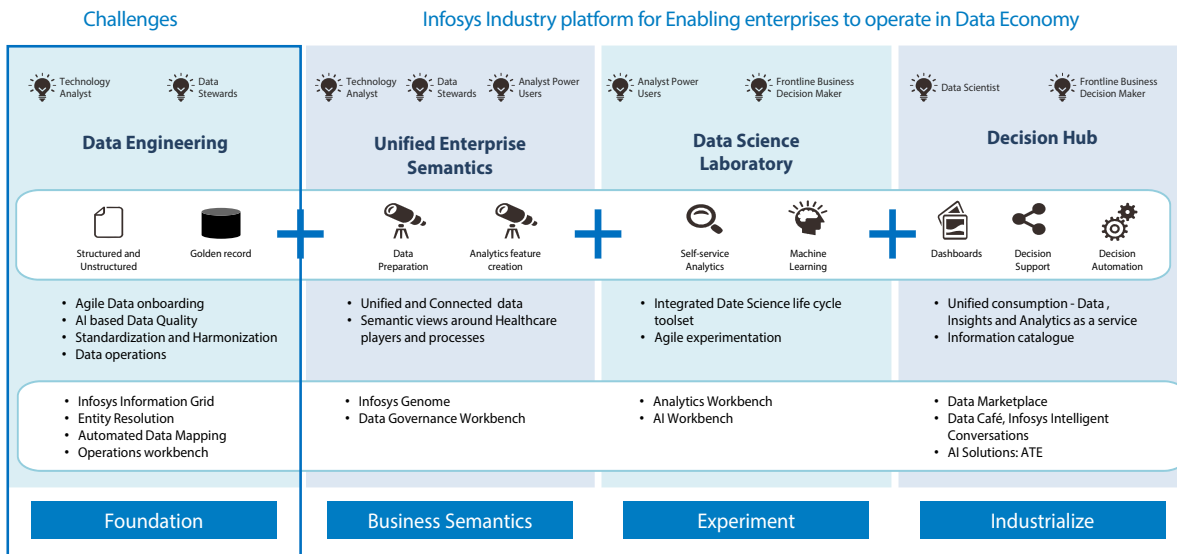 Challenges
Infosys Industry platform for Enabling enterprises to operate in Data Economy
Technology
Analyst
Data
Stewards
Data Engineering
Structured and
Unstructured
Golden record
• Agile Data onboarding
• AI based Data Quality
• Standardization and Harmonization
• Data operations
• Infosys Information Grid
• Entity Resolution
• Automated Data Mapping
• Operations workbench
Foundation
Technology
Analyst
Data
Stewards
Analyst Power
Users
Unified Enterprise
Semantics
Data
Preparation
Analytics feature
creation
• Unified and Connected data
• Semantic views around Healthcare
players and processes
• Infosys Genome
• Data Governance Workbench
Business Semantics
Analyst Power
Users
Frontline Business
Decision Maker
Data Science
Laboratory
Self-service
Analytics
Machine
Learning
• Integrated Date Science life cycle
toolset
• Agile experimentation
• Analytics Workbench
• AI Workbench
Experiment
Data Scientist
Frontline Business
Decision Maker
Decision Hub
Dashboards
Decision
Support
Decision
Automation
• Unified consumption - Data ,
Insights and Analytics as a service
• Information catalogue
• Data Marketplace
• Data Café, Infosys Intelligent
Conversations
• AI Solutions: ATE
Industrialize